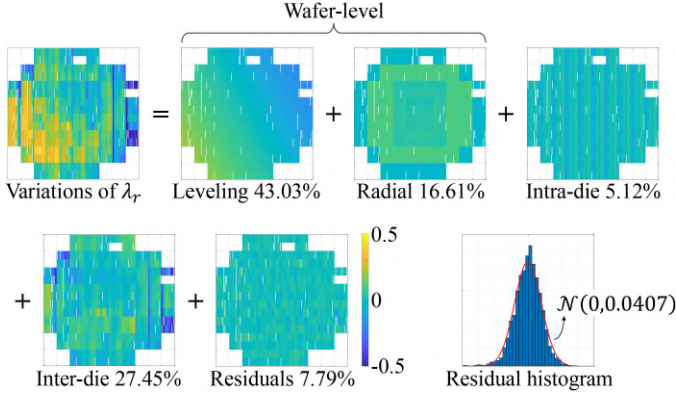 Wafer-level
=
+
+
Variations of λᵣ
Leveling 43.03%
Radial 16.61%
Intra-die 5.12%
+
+
0.5
0
-0.5
𝒩(0,0.0407)
Inter-die 27.45%
Residuals 7.79%
Residual histogram